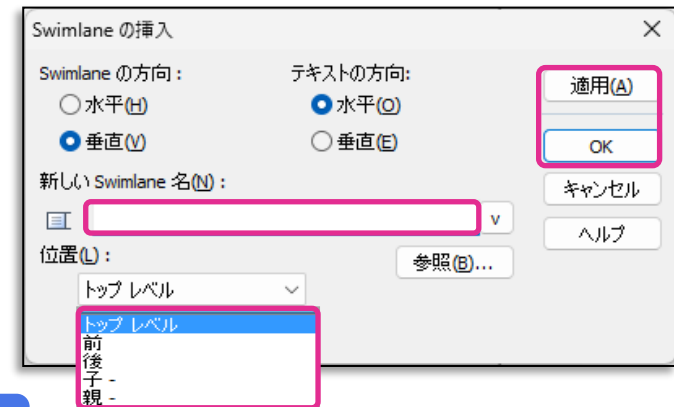 Swimlane の挿入
Swimlane の方向 : テキストの方向:
水平(H) 水平(O)
垂直(V) 垂直(E)
適用(A)
OK
キャンセル
ヘルプ
新しい Swimlane 名(N) :
v
位置(L) :
参照(B)...
トップ レベル
トップ レベル
前
後
子 -
親 -